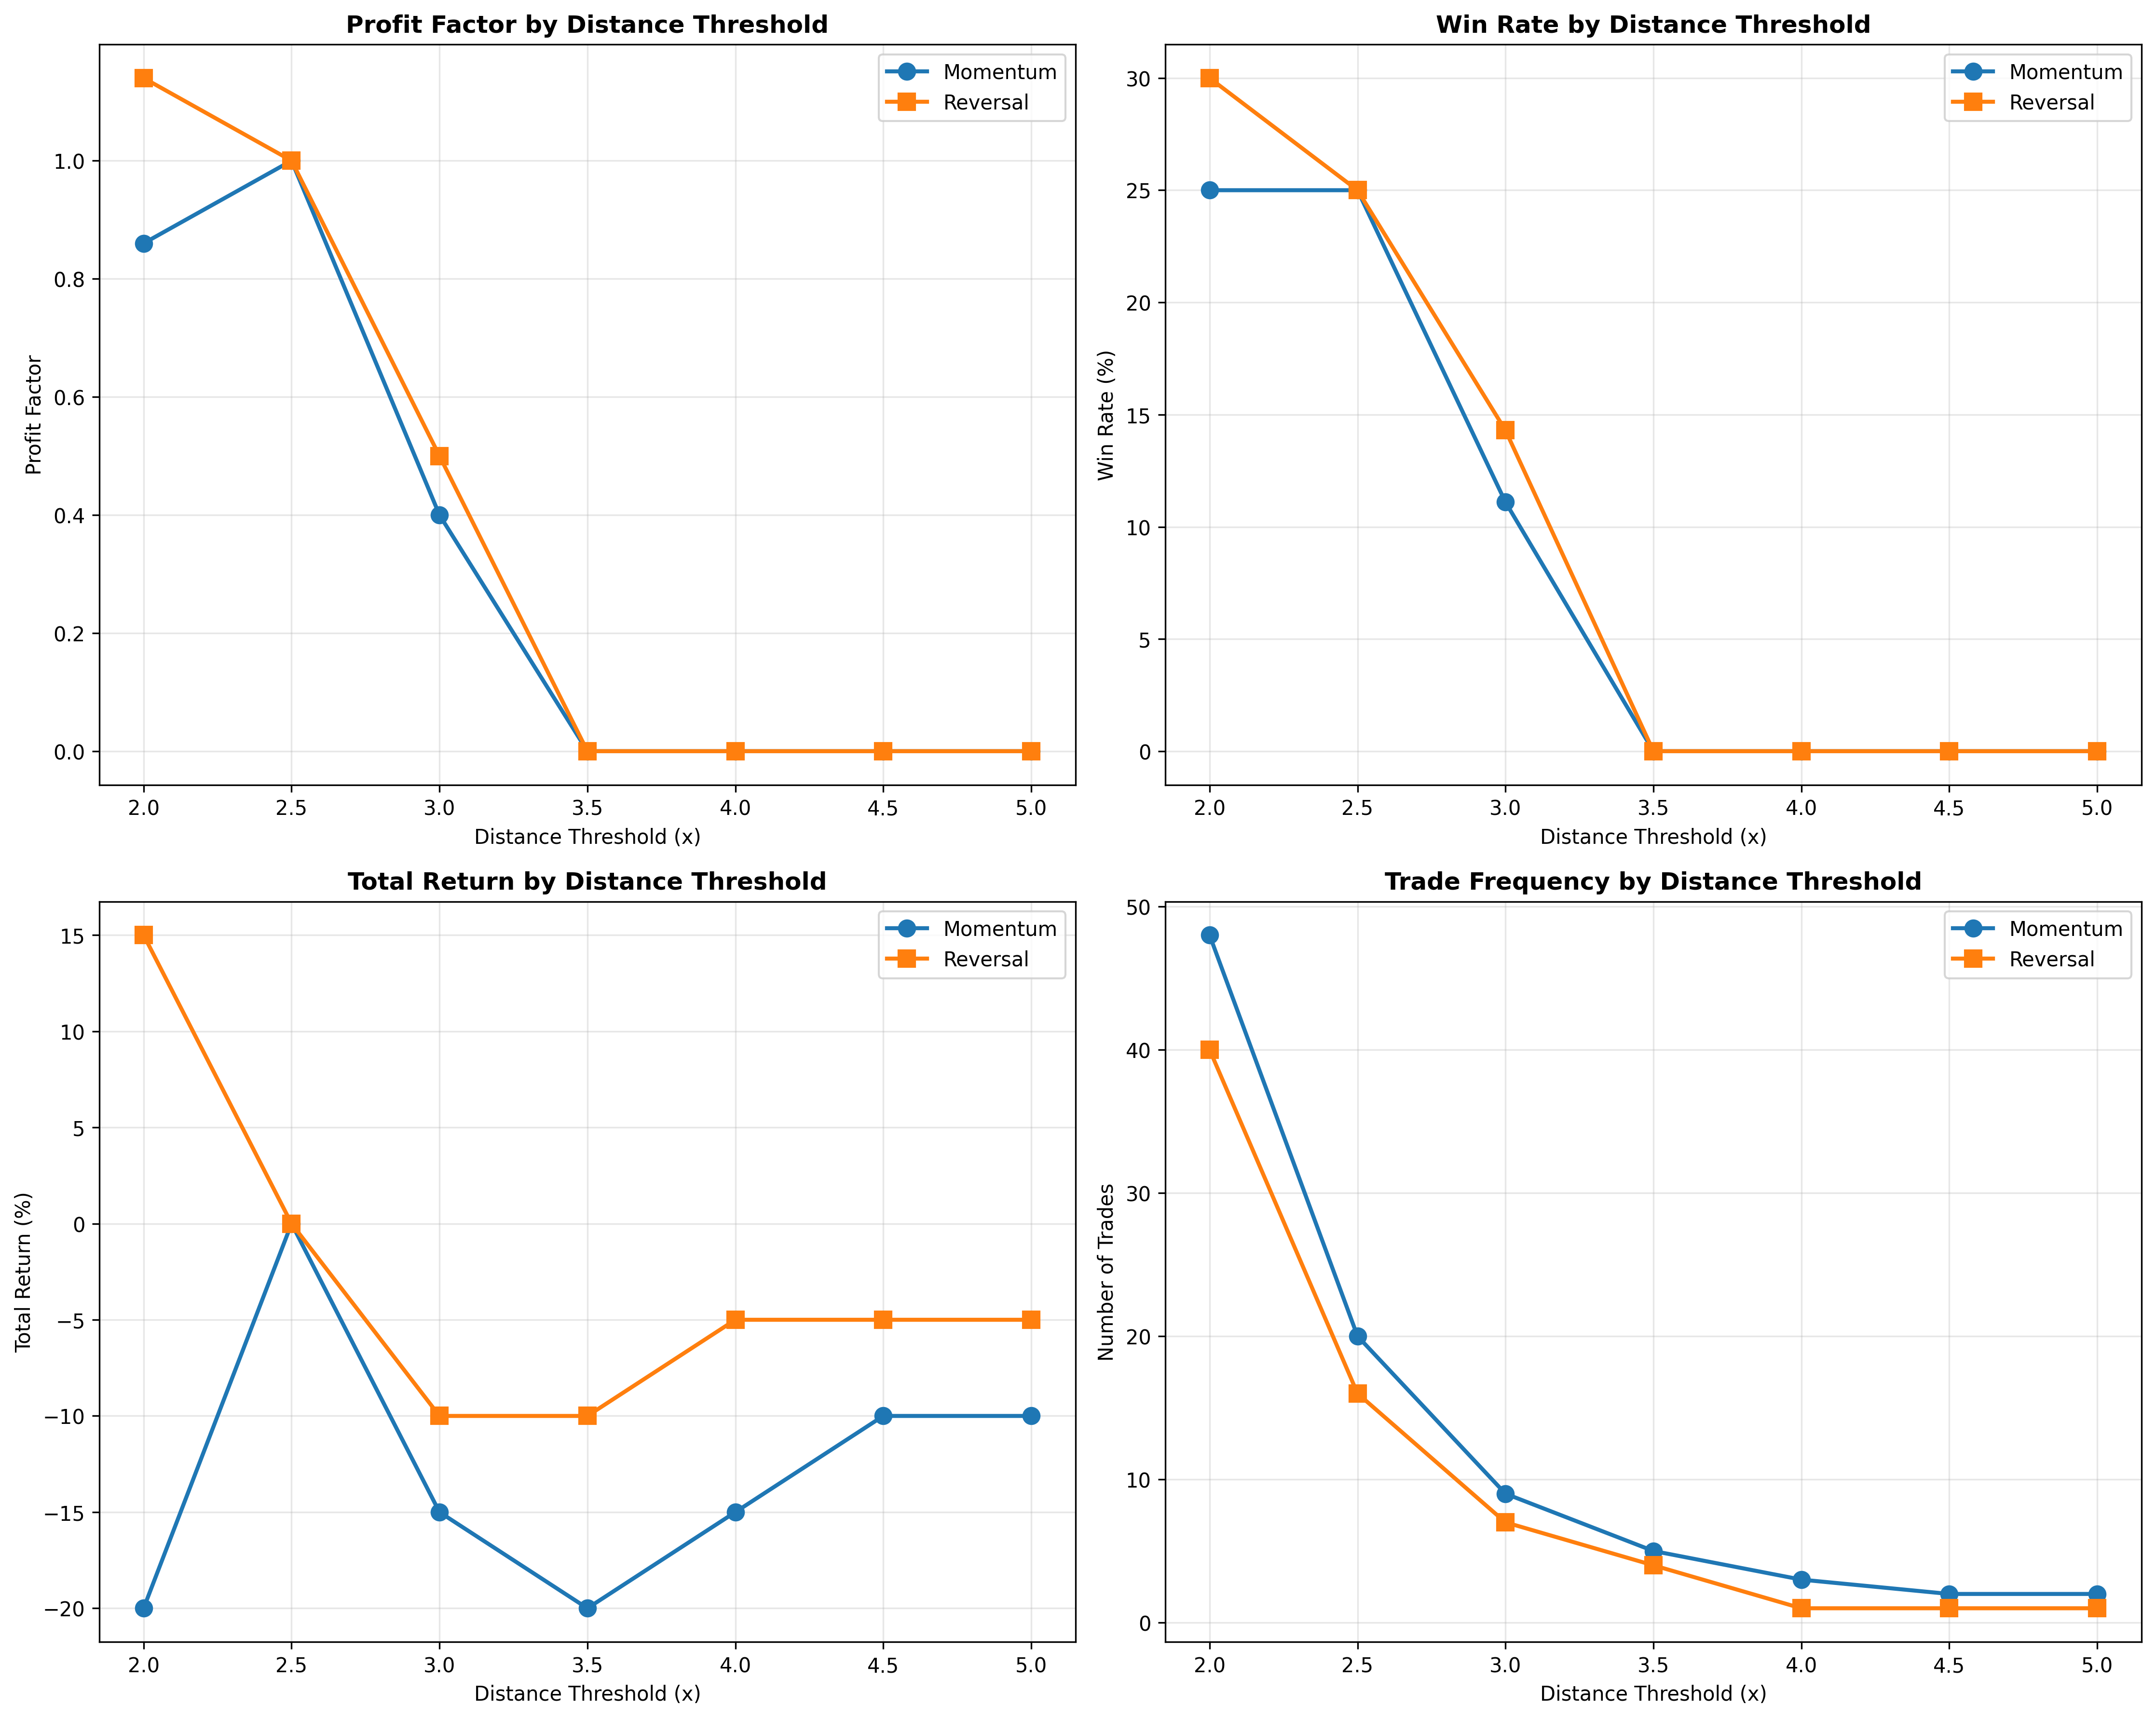 Profit Factor by Distance Threshold
Momentum
Reversal
Profit Factor
1.0
0.8
0.6
0.4
0.2
0.0
2.0 2.5 3.0 3.5 4.0 4.5 5.0
Distance Threshold (x)
Win Rate by Distance Threshold
Momentum
Reversal
Win Rate (%)
30
25
20
15
10
5
0
2.0 2.5 3.0 3.5 4.0 4.5 5.0
Distance Threshold (x)
Total Return by Distance Threshold
Momentum
Reversal
Total Return (%)
15
10
5
0
−5
−10
−15
−20
2.0 2.5 3.0 3.5 4.0 4.5 5.0
Distance Threshold (x)
Trade Frequency by Distance Threshold
Momentum
Reversal
Number of Trades
50
40
30
20
10
0
2.0 2.5 3.0 3.5 4.0 4.5 5.0
Distance Threshold (x)